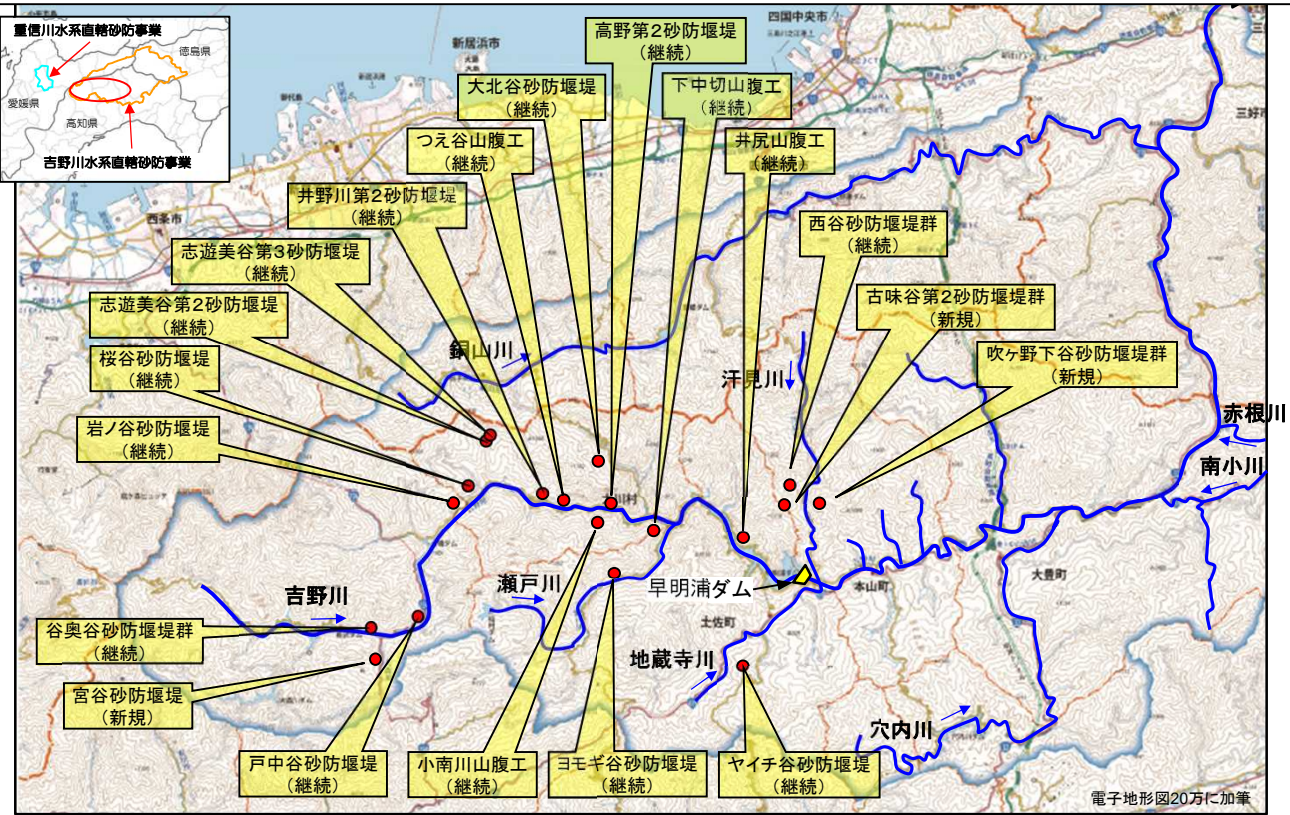 重信川水系直轄砂防事業
徳島県
愛媛県
高知県
吉野川水系直轄砂防事業
新居浜市
四国中央市
西条市
高野第2砂防堰堤
(継続)
大北谷砂防堰堤
(継続)
下中切山腹工
(継続)
つえ谷山腹工
(継続)
井尻山腹工
(継続)
井野川第2砂防堰堤
(継続)
西谷砂防堰堤群
(継続)
志遊美谷第3砂防堰堤
(継続)
古味谷第2砂防堰堤群
(新規)
志遊美谷第2砂防堰堤
(継続)
吹ヶ野下谷砂防堰堤群
(新規)
桜谷砂防堰堤
(継続)
岩ノ谷砂防堰堤
(継続)
銅山川
汗見川
赤根川
南小川
大川村
吉野川
瀬戸川
早明浦ダム
本山町
大豊町
土佐町
地蔵寺川
穴内川
谷奥谷砂防堰堤群
(継続)
宮谷砂防堰堤
(新規)
戸中谷砂防堰堤
(継続)
小南川山腹工
(継続)
ヨモギ谷砂防堰堤
(継続)
ヤイチ谷砂防堰堤
(継続)
電子地形図20万に加筆